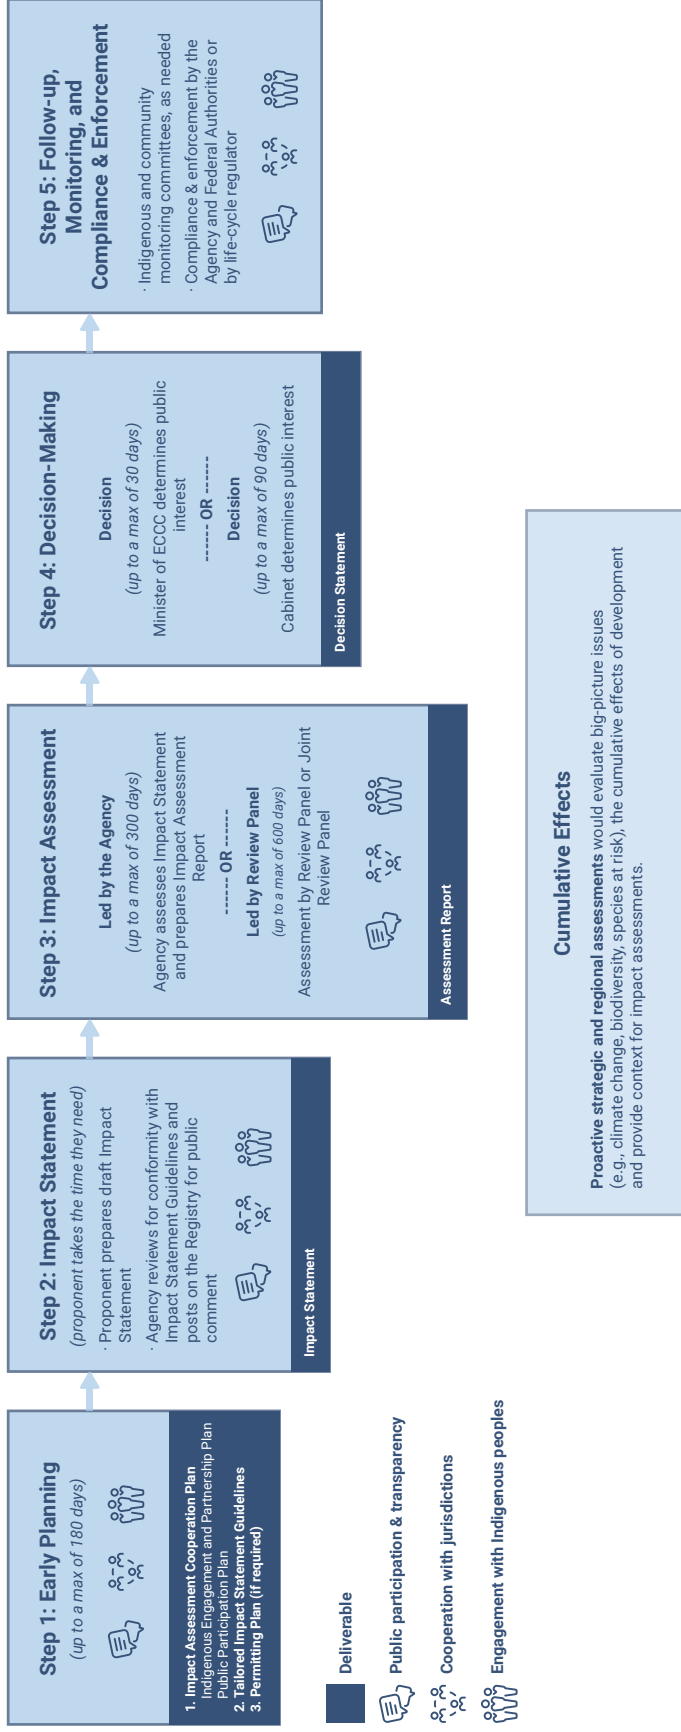 Step 1: Early Planning
(up to a max of 180 days)
1. Impact Assessment Cooperation Plan
Indigenous Engagement and Partnership Plan
Public Participation Plan
2. Tailored Impact Statement Guidelines
3. Permitting Plan (if required)
Step 2: Impact Statement
(proponent takes the time they need)
· Proponent prepares draft Impact
Statement
· Agency reviews for conformity with
Impact Statement Guidelines and
posts on the Registry for public
comment
Impact Statement
Step 3: Impact Assessment
Led by the Agency
(up to a max of 300 days)
Agency assesses Impact Statement
and prepares Impact Assessment
Report
------ OR ------
Led by Review Panel
(up to a max of 600 days)
Assessment by Review Panel or Joint
Review Panel
Assessment Report
Step 4: Decision-Making
Decision
(up to a max of 30 days)
Minister of ECCC determines public
interest
------ OR ------
Decision
(up to a max of 90 days)
Cabinet determines public interest
Decision Statement
Step 5: Follow-up,
Monitoring, and
Compliance & Enforcement
· Indigenous and community
monitoring committees, as needed
· Compliance & enforcement by the
Agency and Federal Authorities or
by life-cycle regulator
Deliverable
Public participation & transparency
Cooperation with jurisdictions
Engagement with Indigenous peoples
Cumulative Effects
Proactive strategic and regional assessments would evaluate big-picture issues
(e.g., climate change, biodiversity, species at risk), the cumulative effects of development
and provide context for impact assessments.